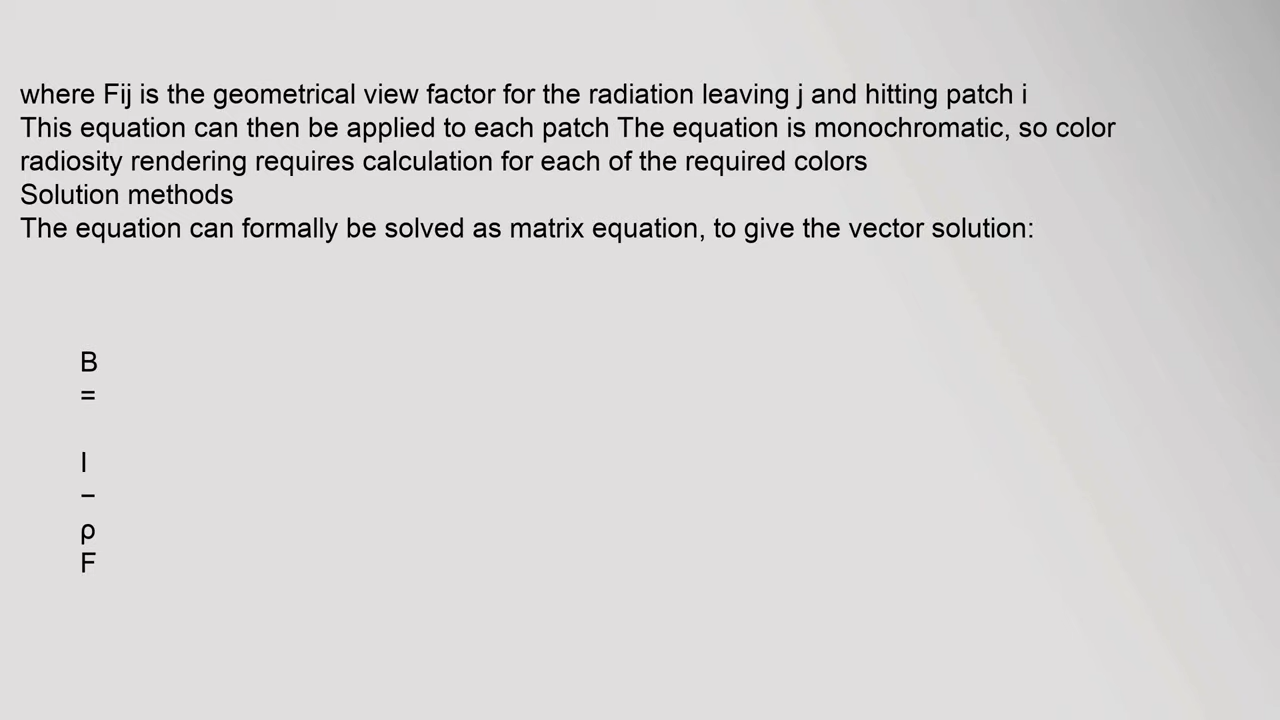 where Fij is the geometrical view factor for the radiation leaving j and hitting patch i
This equation can then be applied to each patch The equation is monochromatic, so color
radiosity rendering requires calculation for each of the required colors
Solution methods
The equation can formally be solved as matrix equation, to give the vector solution:
B
=
I
−
ρ
F